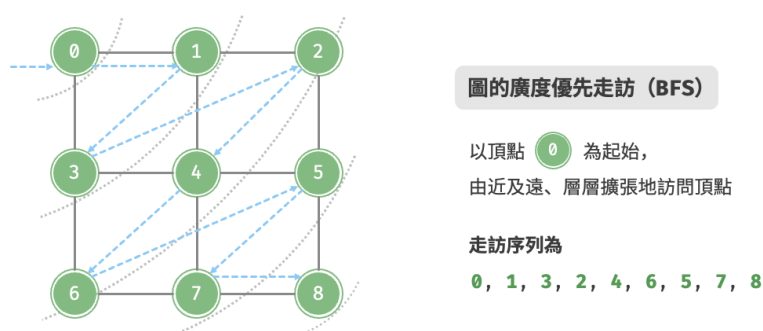 0 1 2
3 4 5
6 7 8
圖的廣度優先走訪（BFS）
以頂點 0 為起始，
由近及遠、層層擴張地訪問頂點
走訪序列為
0, 1, 3, 2, 4, 6, 5, 7, 8